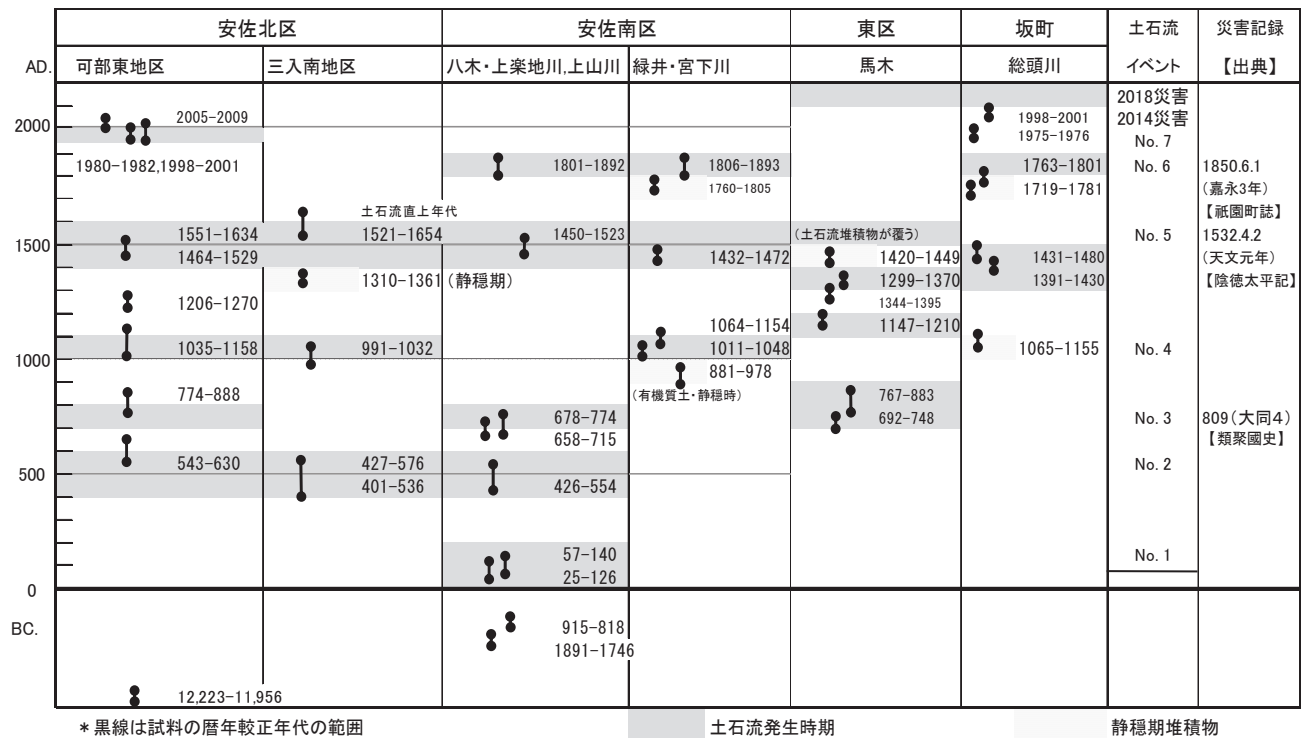 安佐北区 安佐南区 東区 坂町 土石流 災害記録
AD. 可部東地区 三入南地区 八木・上楽地川,上山川 緑井・宮下川 馬木 総頭川 イベント 【出典】
2018災害
2005-2009 1998-2001 2014災害
2000 1975-1976
No. 7
1980-1982,1998-2001 1801-1892 1806-1893 1763-1801 No. 6 1850.6.1
1760-1805 1719-1781 (嘉永3年)
土石流直上年代 【祇園町誌】
1551-1634 1521-1654 1450-1523 (土石流堆積物が覆う) No. 5 1532.4.2
1500
1464-1529 1432-1472 1420-1449 1431-1480 (天文元年)
1310-1361(静穏期) 1299-1370 1391-1430 【陰徳太平記】
1206-1270 1344-1395
1064-1154 1147-1210
1035-1158 991-1032 1011-1048 1065-1155 No. 4
1000
881-978
774-888 (有機質土・静穏時) 767-883
678-774 692-748 No. 3 809(大同4)
658-715 【類聚國史】
543-630 427-576 No. 2
500
401-536 426-554
57-140 No. 1
25-126
0
BC. 915-818
1891-1746
12,223-11,956
*黒線は試料の暦年較正年代の範囲 土石流発生時期 静穏期堆積物